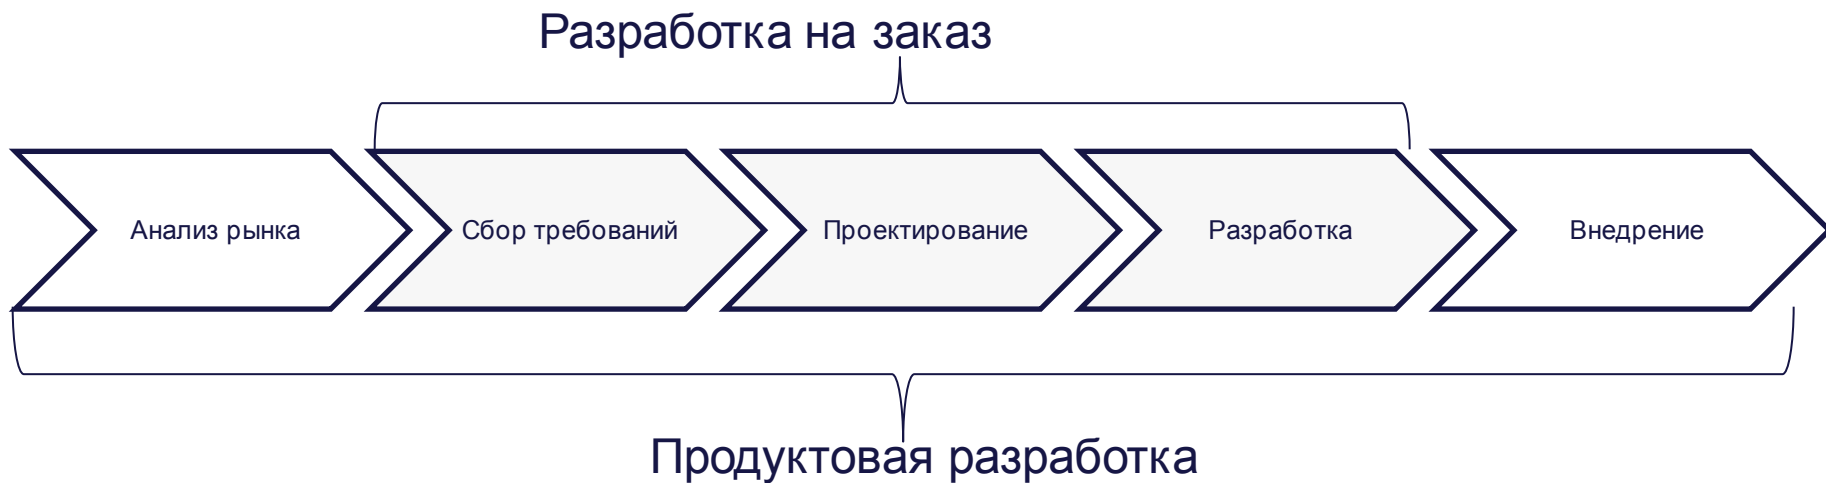 Разработка на заказ
Анализ рынка
Сбор требований
Проектирование
Разработка
Внедрение
Продуктовая разработка